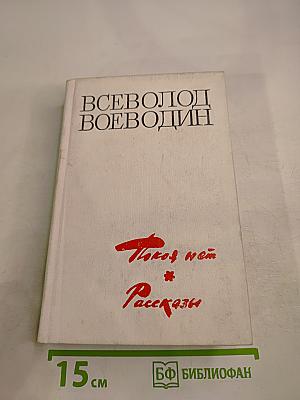 ВСЕВОЛОД
ВОЕВОДИН
Покоя нет
*
Рассказы
15 см
БФ БИБЛИОФАН